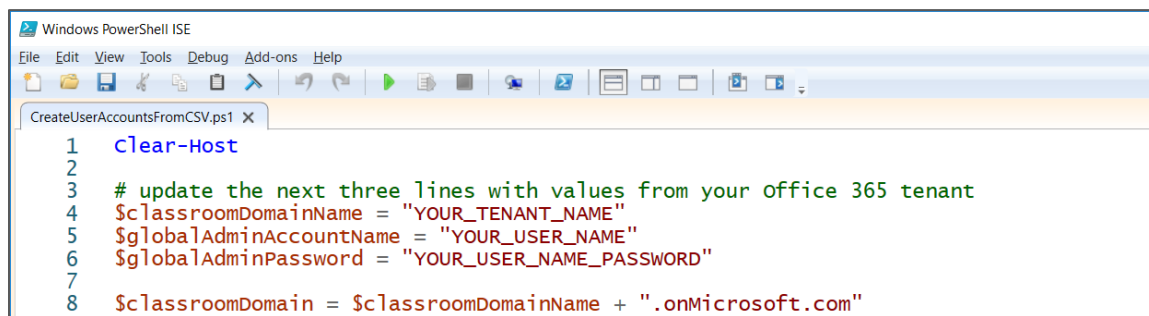 Windows PowerShell ISE
File Edit View Tools Debug Add-ons Help
CreateUserAccountsFromCSV.ps1
1 Clear-Host
2
3 # update the next three lines with values from your Office 365 tenant
4 $classroomDomainName = "YOUR_TENANT_NAME"
5 $globalAdminAccountName = "YOUR_USER_NAME"
6 $globalAdminPassword = "YOUR_USER_NAME_PASSWORD"
7
8 $classroomDomain = $classroomDomainName + ".onMicrosoft.com"